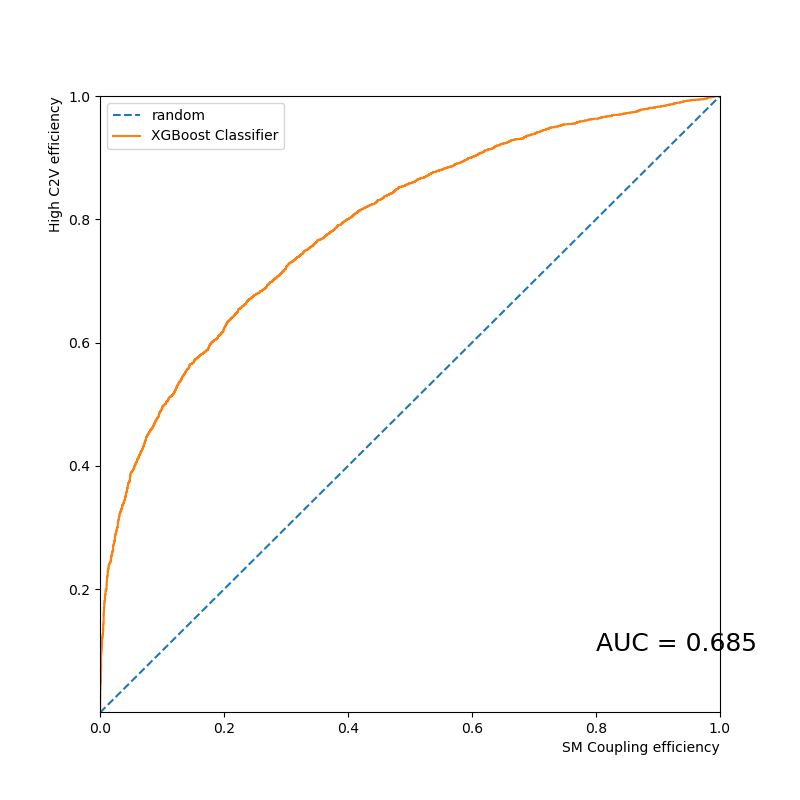 random
XGBoost Classifier
High C2V efficiency
1.0
0.8
0.6
0.4
0.2
AUC = 0.685
0.0
0.2
0.4
0.6
0.8
1.0
SM Coupling efficiency